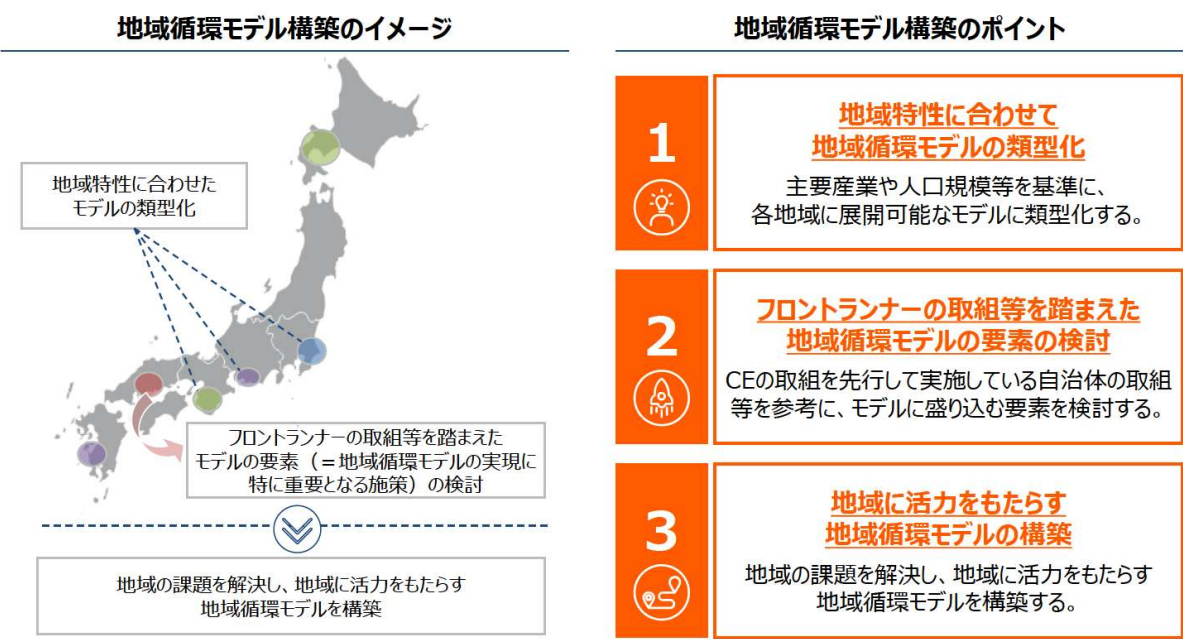 地域循環モデル構築のイメージ
地域特性に合わせた
モデルの類型化
フロントランナーの取組等を踏まえた
モデルの要素（＝地域循環モデルの実現に
特に重要となる施策）の検討
地域の課題を解決し、地域に活力をもたらす
地域循環モデルを構築
地域循環モデル構築のポイント
1
地域特性に合わせて
地域循環モデルの類型化
主要産業や人口規模等を基準に、
各地域に展開可能なモデルに類型化する。
2
フロントランナーの取組等を踏まえた
地域循環モデルの要素の検討
CEの取組を先行して実施している自治体の取組
等を参考に、モデルに盛り込む要素を検討する。
3
地域に活力をもたらす
地域循環モデルの構築
地域の課題を解決し、地域に活力をもたらす
地域循環モデルを構築する。